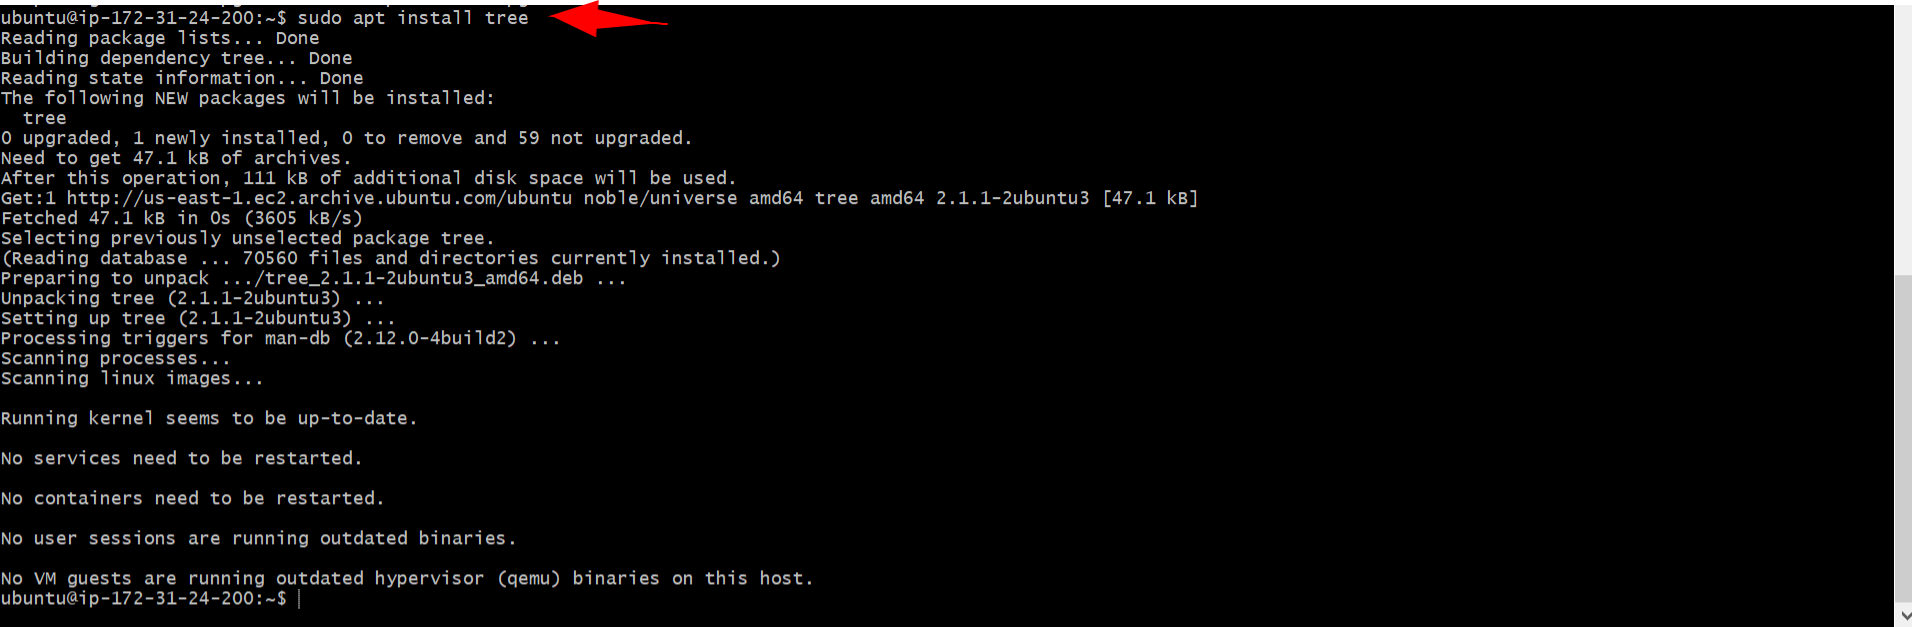 ubuntu@ip-172-31-24-200:~$ sudo apt install tree
Reading package lists... Done
Building dependency tree... Done
Reading state information... Done
The following NEW packages will be installed:
  tree
0 upgraded, 1 newly installed, 0 to remove and 59 not upgraded.
Need to get 47.1 kB of archives.
After this operation, 111 kB of additional disk space will be used.
Get:1 http://us-east-1.ec2.archive.ubuntu.com/ubuntu noble/universe amd64 tree amd64 2.1.1-2ubuntu3 [47.1 kB]
Fetched 47.1 kB in 0s (3605 kB/s)
Selecting previously unselected package tree.
(Reading database ... 70560 files and directories currently installed.)
Preparing to unpack .../tree_2.1.1-2ubuntu3_amd64.deb ...
Unpacking tree (2.1.1-2ubuntu3) ...
Setting up tree (2.1.1-2ubuntu3) ...
Processing triggers for man-db (2.12.0-4build2) ...
Scanning processes...
Scanning linux images...
Running kernel seems to be up-to-date.
No services need to be restarted.
No containers need to be restarted.
No user sessions are running outdated binaries.
No VM guests are running outdated hypervisor (qemu) binaries on this host.
ubuntu@ip-172-31-24-200:~$